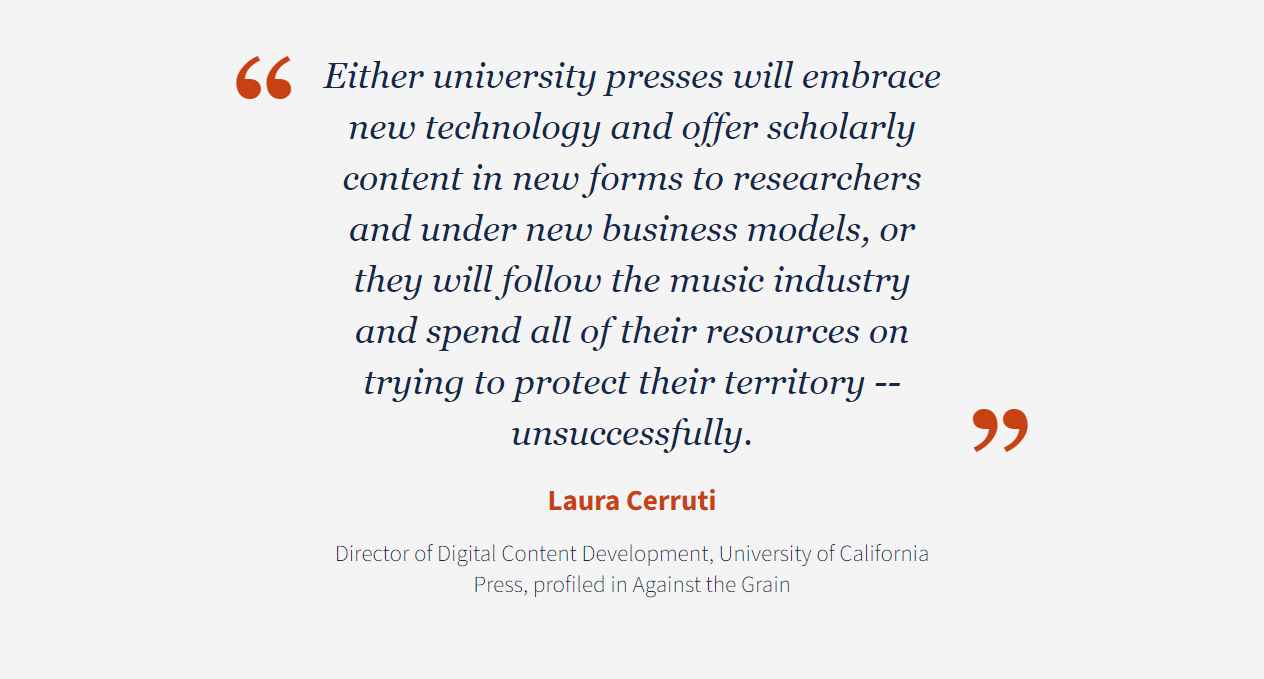 “ Either university presses will embrace
new technology and offer scholarly
content in new forms to researchers
and under new business models, or
they will follow the music industry
and spend all of their resources on
trying to protect their territory --
unsuccessfully. ”
Laura Cerruti
Director of Digital Content Development, University of California
Press, profiled in Against the Grain